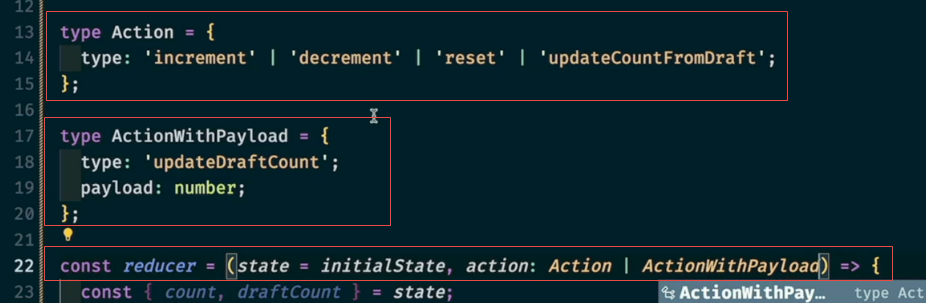 12
13 type Action = {
14 type: 'increment' | 'decrement' | 'reset' | 'updateCountFromDraft';
15 };
16
17 type ActionWithPayload = {
18 type: 'updateDraftCount';
19 payload: number;
20 };
21
22 const reducer = (state = initialState, action: Action | ActionWithPayload) => {
23 const { count, draftCount } = state;
ActionWithPay… type Act